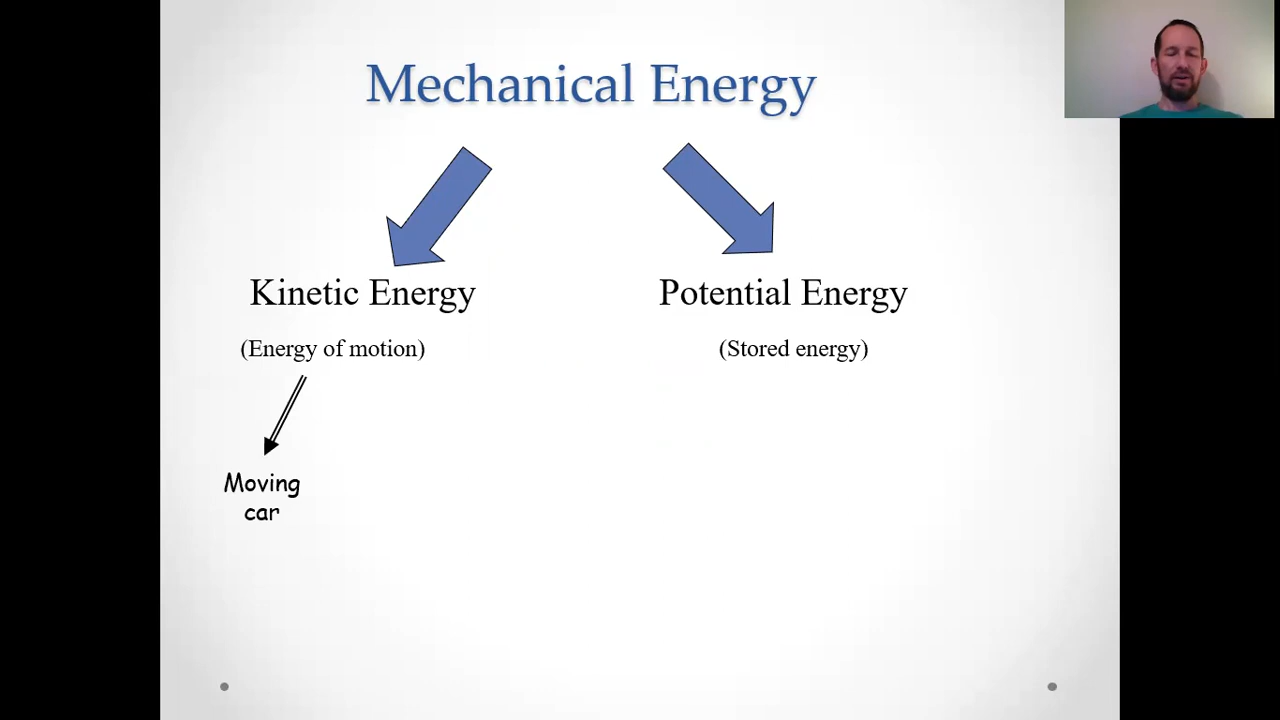 Mechanical Energy
Kinetic Energy
Potential Energy
(Energy of motion)
(Stored energy)
Moving
car